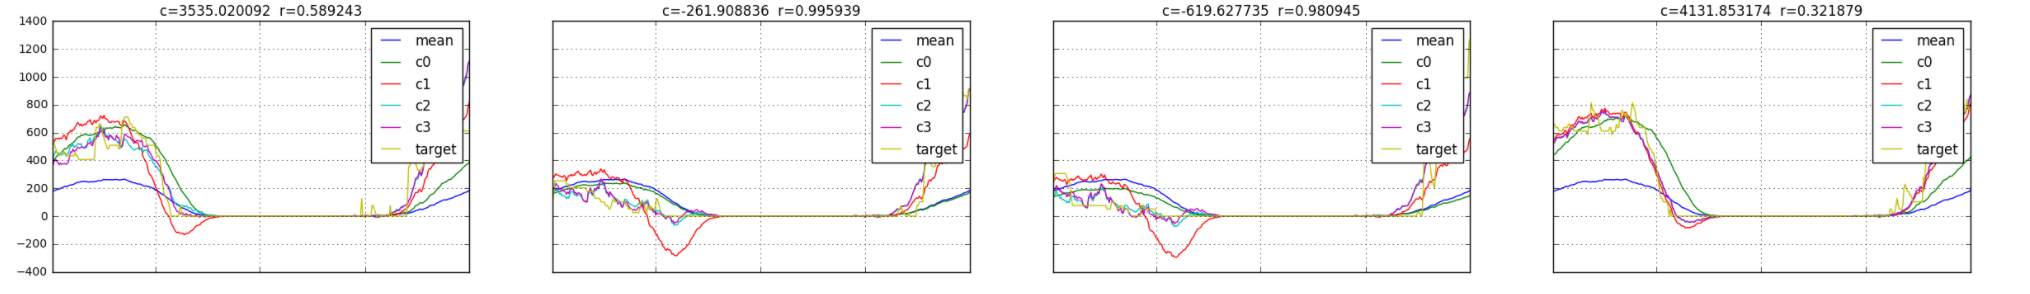 c=3535.020092 r=0.589243
1400
1200
1000
800
600
400
200
0
−200
−400
mean
c0
c1
c2
c3
target
c=-261.908836 r=0.995939
mean
c0
c1
c2
c3
target
c=-619.627735 r=0.980945
mean
c0
c1
c2
c3
target
c=4131.853174 r=0.321879
mean
c0
c1
c2
c3
target